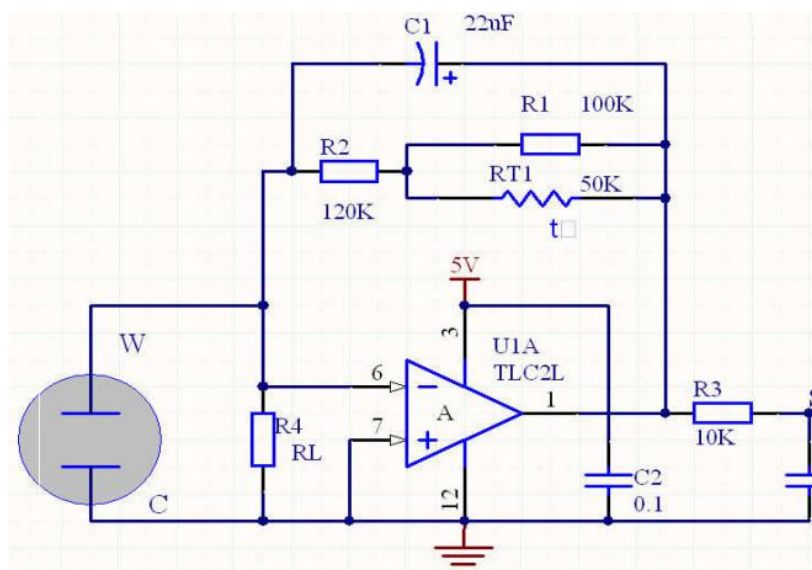 C1 22uF
R1 100K
R2
RT1 50K
120K
t
5V
W
3
U1A
TLC2L
6
R3
7
A
1
R4
RL
10K
C2
C
12
0.1